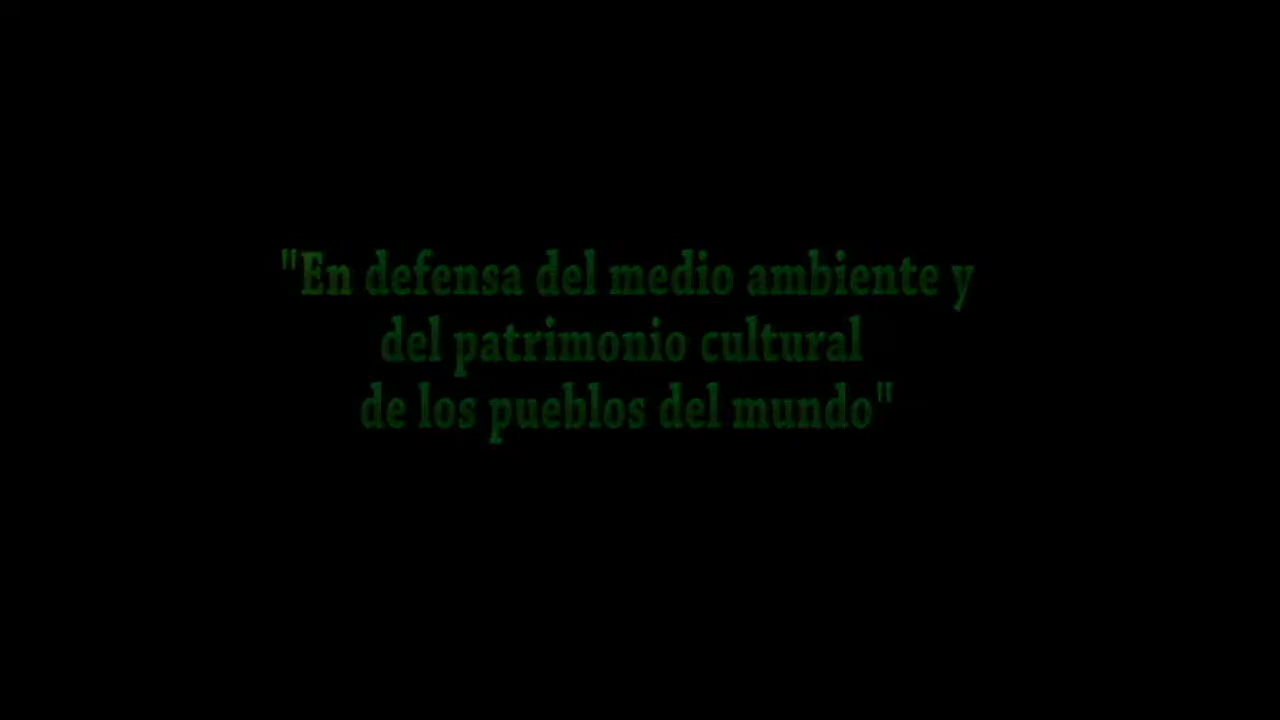 "En defensa del medio ambiente y
del patrimonio cultural
de los pueblos del mundo"